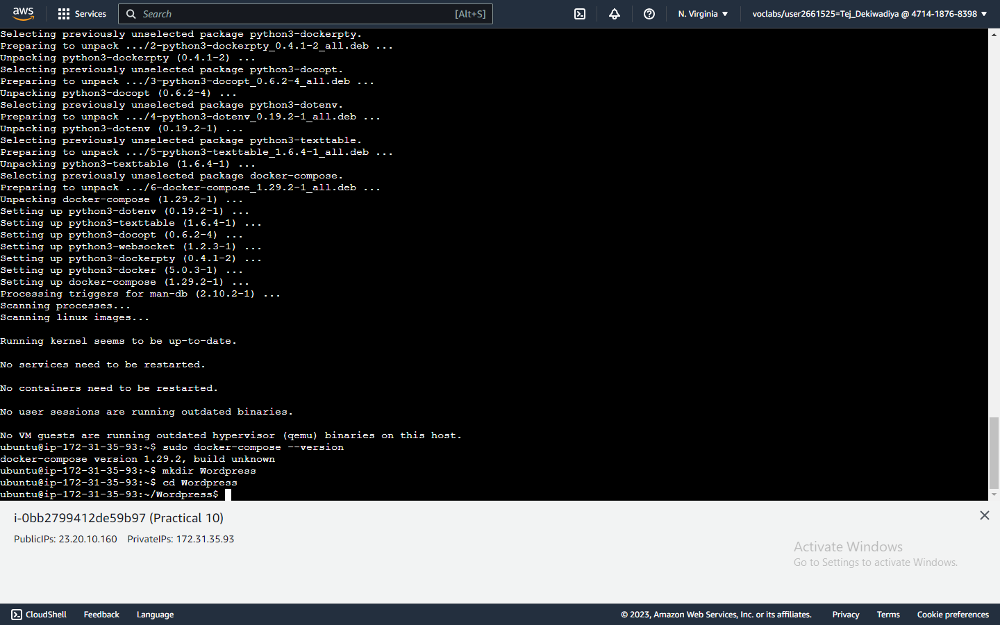 aws Services Search [Alt+S] N. Virginia voclabs/user2661525=Tej_Dekiwadiya @ 4714-1876-8398
Selecting previously unselected package python3-dockerpty.
Preparing to unpack .../2-python3-dockerpty_0.4.1-2_all.deb ...
Unpacking python3-dockerpty (0.4.1-2) ...
Selecting previously unselected package python3-docopt.
Preparing to unpack .../3-python3-docopt_0.6.2-4_all.deb ...
Unpacking python3-docopt (0.6.2-4) ...
Selecting previously unselected package python3-dotenv.
Preparing to unpack .../4-python3-dotenv_0.19.2-1_all.deb ...
Unpacking python3-dotenv (0.19.2-1) ...
Selecting previously unselected package python3-texttable.
Preparing to unpack .../5-python3-texttable_1.6.4-1_all.deb ...
Unpacking python3-texttable (1.6.4-1) ...
Selecting previously unselected package docker-compose.
Preparing to unpack .../6-docker-compose_1.29.2-1_all.deb ...
Unpacking docker-compose (1.29.2-1) ...
Setting up python3-dotenv (0.19.2-1) ...
Setting up python3-texttable (1.6.4-1) ...
Setting up python3-docopt (0.6.2-4) ...
Setting up python3-websocket (1.2.3-1) ...
Setting up python3-dockerpty (0.4.1-2) ...
Setting up python3-docker (5.0.3-1) ...
Setting up docker-compose (1.29.2-1) ...
Processing triggers for man-db (2.10.2-1) ...
Scanning processes...
Scanning linux images...
Running kernel seems to be up-to-date.
No services need to be restarted.
No containers need to be restarted.
No user sessions are running outdated binaries.
No VM guests are running outdated hypervisor (qemu) binaries on this host.
ubuntu@ip-172-31-35-93:~$ sudo docker-compose --version
docker-compose version 1.29.2, build unknown
ubuntu@ip-172-31-35-93:~$ mkdir Wordpress
ubuntu@ip-172-31-35-93:~$ cd Wordpress
ubuntu@ip-172-31-35-93:~/Wordpress$
i-0bb2799412de59b97 (Practical 10)
PublicIPs: 23.20.10.160 PrivateIPs: 172.31.35.93
Activate Windows
Go to Settings to activate Windows.
CloudShell Feedback Language © 2023, Amazon Web Services, Inc. or its affiliates. Privacy Terms Cookie preferences